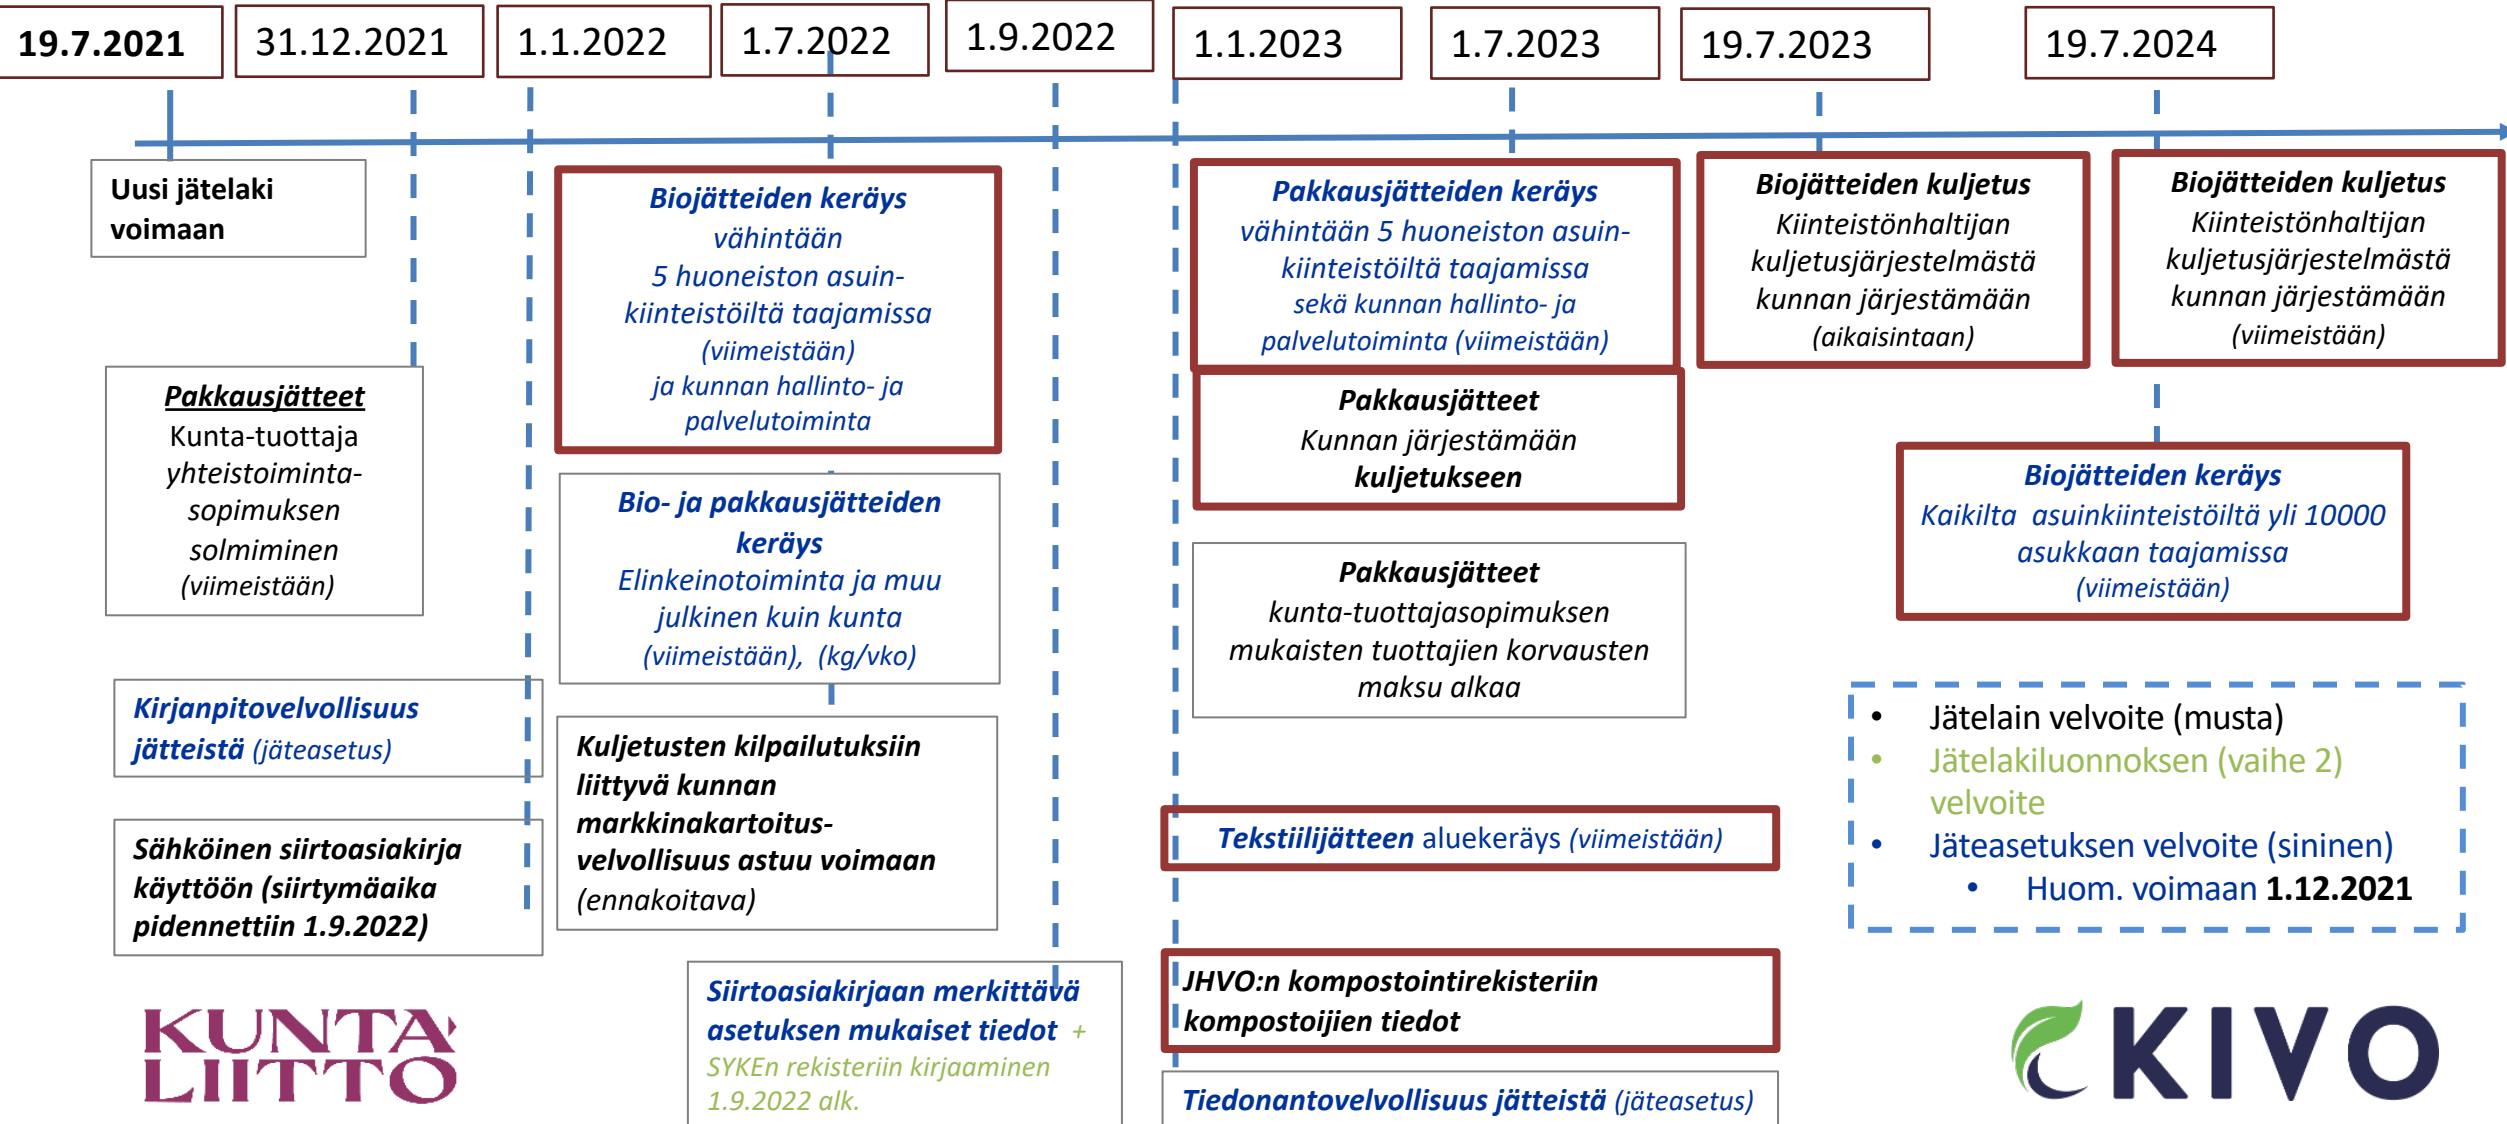 19.7.2021
31.12.2021
1.1.2022
1.7.2022
1.9.2022
1.1.2023
1.7.2023
19.7.2023
19.7.2024
Uusi jätelaki
voimaan
Pakkausjätteet
Kunta-tuottaja
yhteistoiminta-
sopimuksen
solmiminen
(viimeistään)
Kirjanpitovelvollisuus
jätteistä (jäteasetus)
Sähköinen siirtoasiakirja
käyttöön (siirtymäaika
pidennettiin 1.9.2022)
Biojätteiden keräys
vähintään
5 huoneiston asuin-
kiinteistöiltä taajamissa
(viimeistään)
ja kunnan hallinto- ja
palvelutoiminta
Bio- ja pakkausjätteiden
keräys
Elinkeinotoiminta ja muu
julkinen kuin kunta
(viimeistään), (kg/vko)
Kuljetusten kilpailutuksiin
liittyvä kunnan
markkinakartoitus-
velvollisuus astuu voimaan
(ennakoitava)
Siirtoasiakirjaan merkittävä
asetuksen mukaiset tiedot +
SYKEn rekisteriin kirjaaminen
1.9.2022 alk.
Pakkausjätteiden keräys
vähintään 5 huoneiston asuin-
kiinteistöiltä taajamissa
sekä kunnan hallinto- ja
palvelutoiminta (viimeistään)
Pakkausjätteet
Kunnan järjestämään
kuljetukseen
Pakkausjätteet
kunta-tuottajasopimuksen
mukaisten tuottajien korvausten
maksu alkaa
Tekstiilijätteen aluekeräys (viimeistään)
JHVO:n kompostointirekisteriin
kompostoijien tiedot
Tiedonantovelvollisuus jätteistä (jäteasetus)
Biojätteiden kuljetus
Kiinteistönhaltijan
kuljetusjärjestelmästä
kunnan järjestämään
(aikaisintaan)
Biojätteiden kuljetus
Kiinteistönhaltijan
kuljetusjärjestelmästä
kunnan järjestämään
(viimeistään)
Biojätteiden keräys
Kaikilta asuinkiinteistöiltä yli 10000
asukkaan taajamissa
(viimeistään)
• Jätelain velvoite (musta)
• Jätelakiluonnoksen (vaihe 2)
velvoite
• Jäteasetuksen velvoite (sininen)
• Huom. voimaan 1.12.2021
KUNTA
LIITTO
KIVO